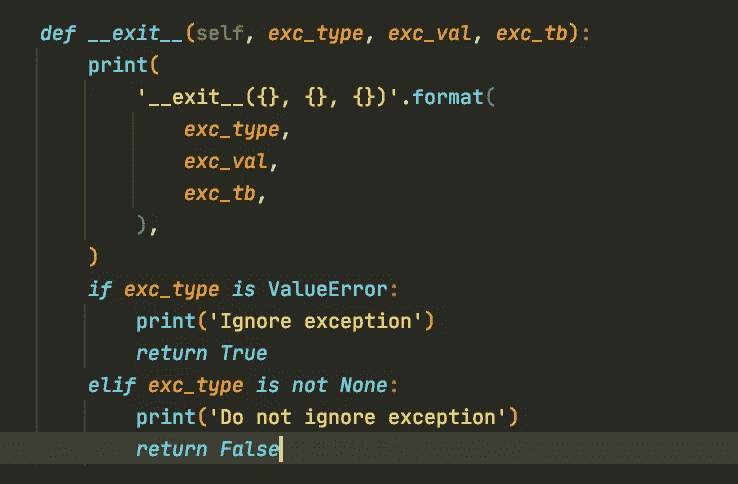 def __exit__(self, exc_type, exc_val, exc_tb):
    print(
        '__exit__({}, {}, {})'.format(
            exc_type,
            exc_val,
            exc_tb,
        ),
    )
    if exc_type is ValueError:
        print('Ignore exception')
        return True
    elif exc_type is not None:
        print('Do not ignore exception')
        return False